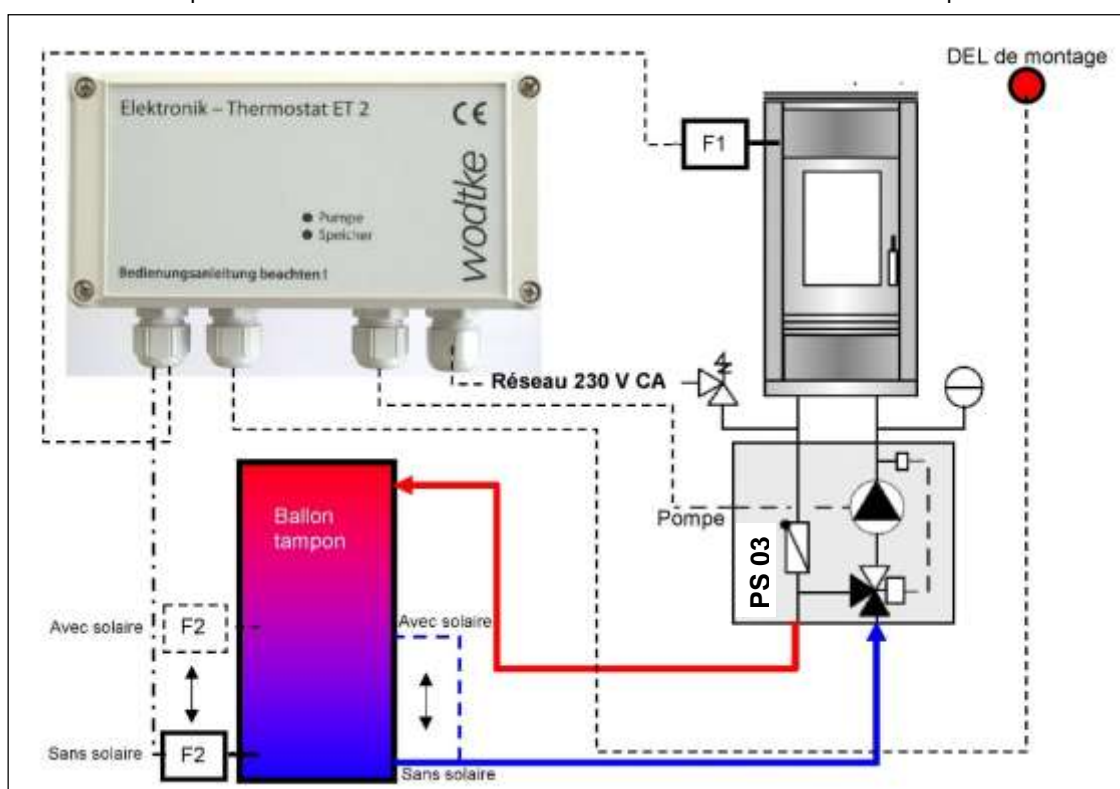 DEL de montage
Elektronik – Thermostat ET 2
CE
wodtke
Pumpe
Speicher
Bedienungsanleitung beachten!
F1
Réseau 230 V CA
Ballon
tampon
Pompe
PS 03
Avec solaire
F2
Avec solaire
Sans solaire
F2
Sans solaire